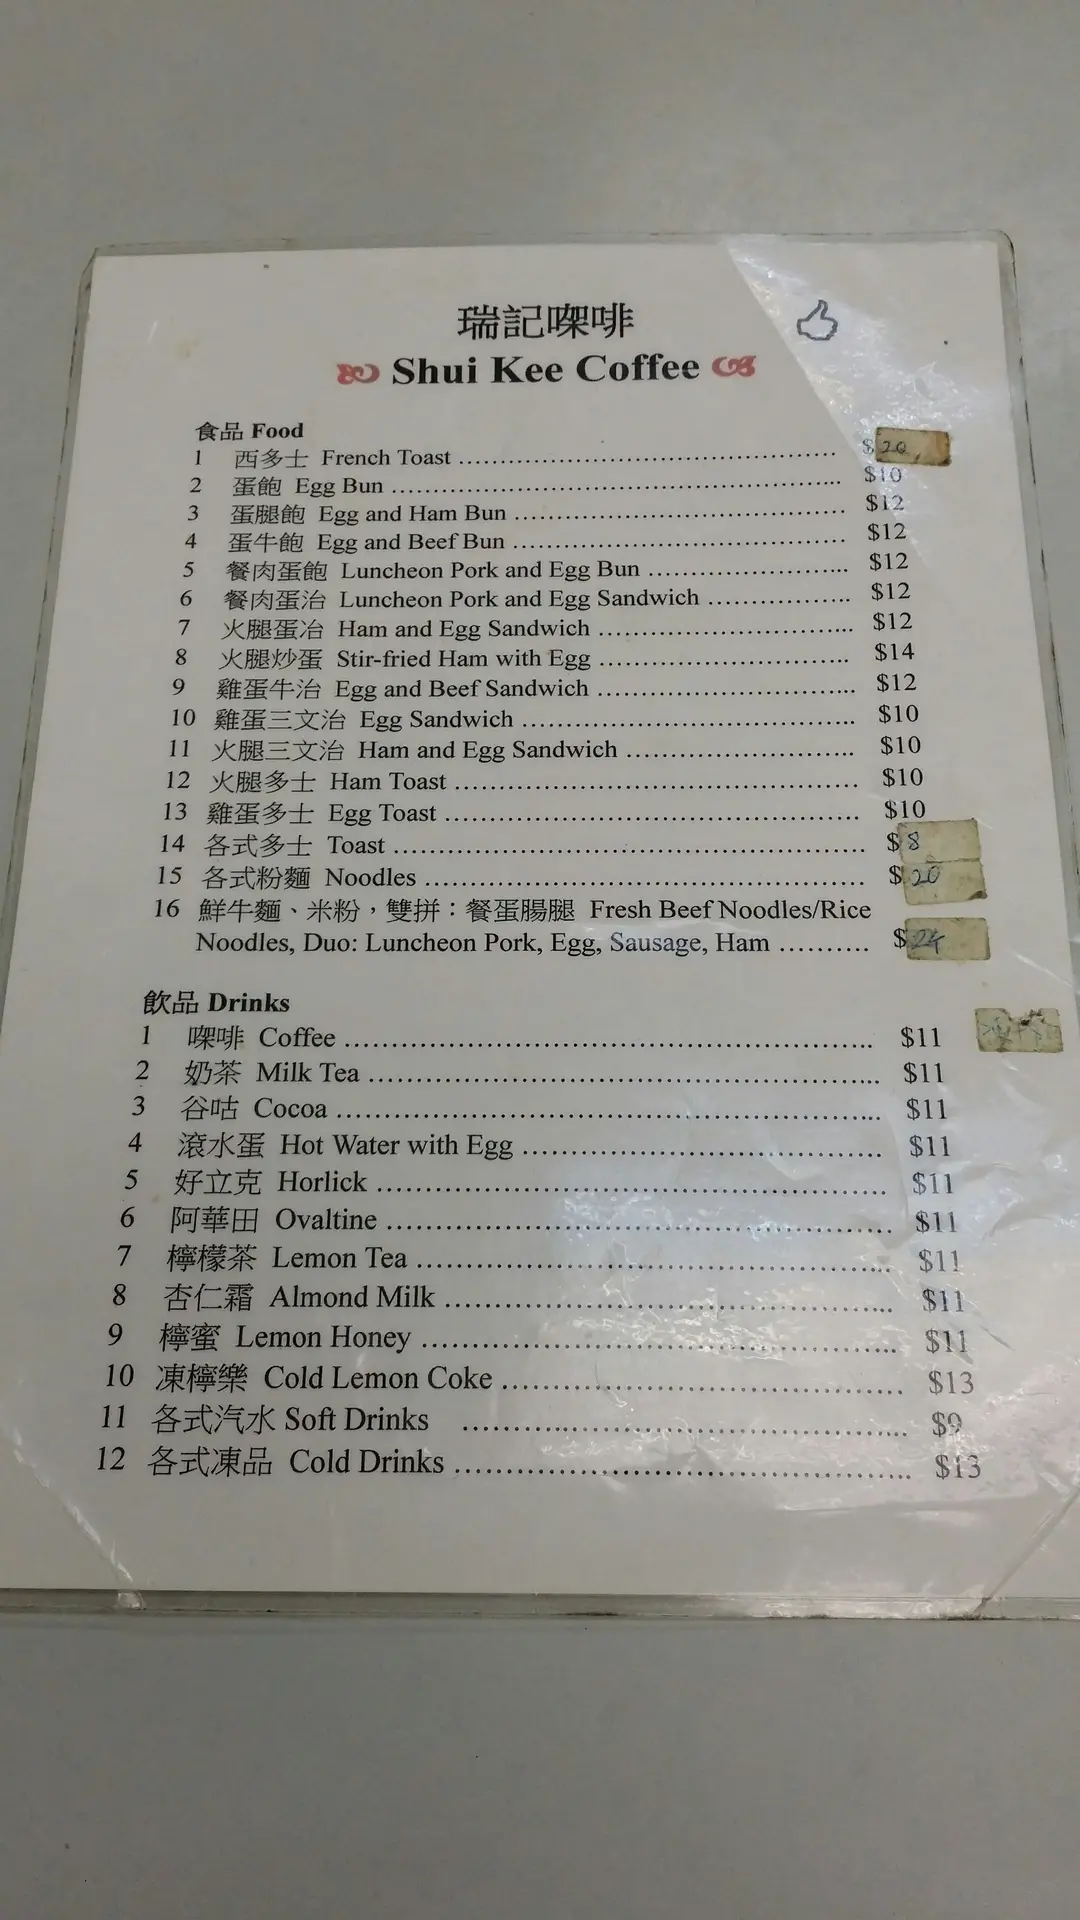 瑞記㗎啡
Shui Kee Coffee
食品 Food
1 西多士 French Toast ........................................ $20
2 蛋飽 Egg Bun ........................................ $10
3 蛋腿飽 Egg and Ham Bun ........................................ $12
4 蛋牛飽 Egg and Beef Bun ........................................ $12
5 餐肉蛋飽 Luncheon Pork and Egg Bun ........................ $12
6 餐肉蛋治 Luncheon Pork and Egg Sandwich .................. $12
7 火腿蛋冶 Ham and Egg Sandwich ............................... $12
8 火腿炒蛋 Stir-fried Ham with Egg ............................... $14
9 雞蛋牛治 Egg and Beef Sandwich ............................... $12
10 雞蛋三文治 Egg Sandwich ........................................ $10
11 火腿三文治 Ham and Egg Sandwich ............................ $10
12 火腿多士 Ham Toast ........................................ $10
13 雞蛋多士 Egg Toast ........................................ $10
14 各式多士 Toast ........................................ $8
15 各式粉麵 Noodles ........................................ $20
16 鮮牛麵、米粉，雙拼：餐蛋腸腿 Fresh Beef Noodles/Rice
Noodles, Duo: Luncheon Pork, Egg, Sausage, Ham .......... $24
飲品 Drinks
1 㗎啡 Coffee ........................................ $11
2 奶茶 Milk Tea ........................................ $11
3 谷咕 Cocoa ........................................ $11
4 滾水蛋 Hot Water with Egg ........................................ $11
5 好立克 Horlick ........................................ $11
6 阿華田 Ovaltine ........................................ $11
7 檸檬茶 Lemon Tea ........................................ $11
8 杏仁霜 Almond Milk ........................................ $11
9 檸蜜 Lemon Honey ........................................ $11
10 凍檸樂 Cold Lemon Coke ........................................ $13
11 各式汽水 Soft Drinks ........................................ $9
12 各式凍品 Cold Drinks ........................................ $13